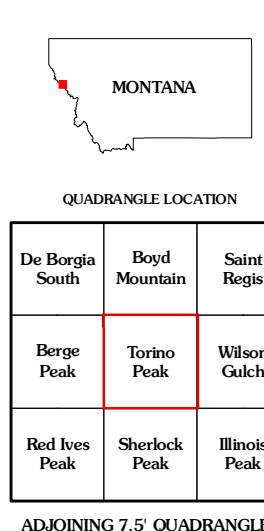 MONTANA
QUADRANGLE LOCATION
De Borgia South
Boyd Mountain
Saint Regis
Berge Peak
Torino Peak
Wilson Gulch
Red Ives Peak
Sherlock Peak
Illinois Peak
ADJOINING 7.5' QUADRANGLE